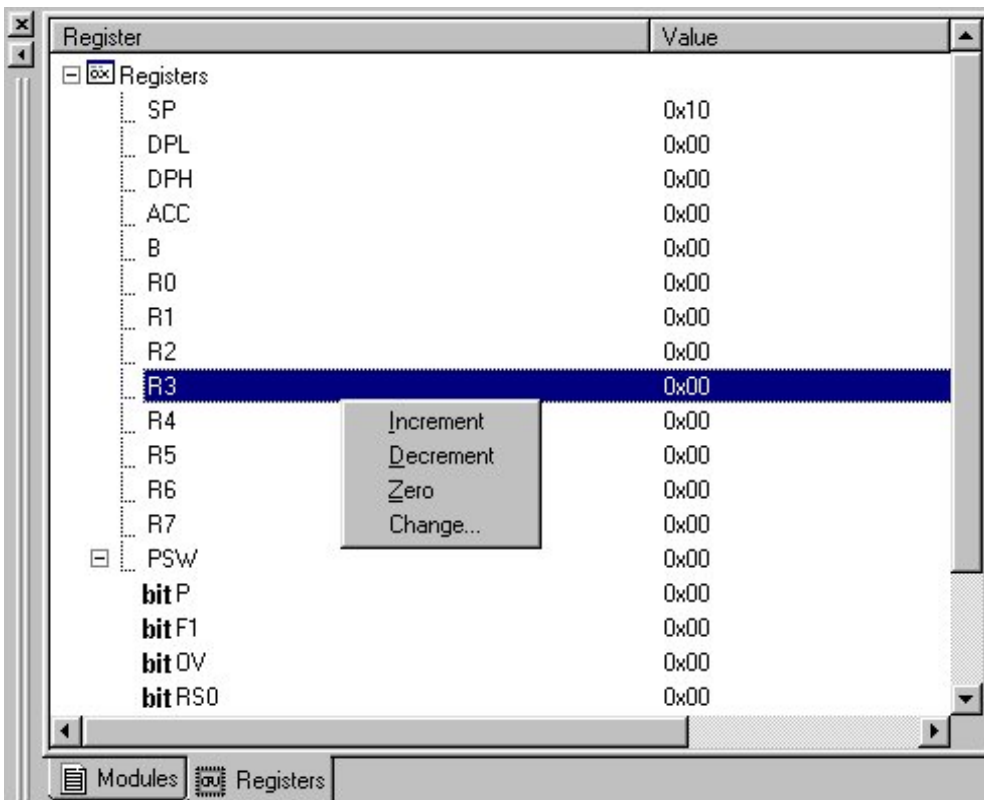 Register Value
Registers
SP 0x10
DPL 0x00
DPH 0x00
ACC 0x00
B 0x00
R0 0x00
R1 0x00
R2 0x00
R3 0x00
R4 Increment 0x00
R5 Decrement 0x00
R6 Zero 0x00
R7 Change... 0x00
PSW 0x00
bit P 0x00
bit F1 0x00
bit OV 0x00
bit RS0 0x00
Modules Registers